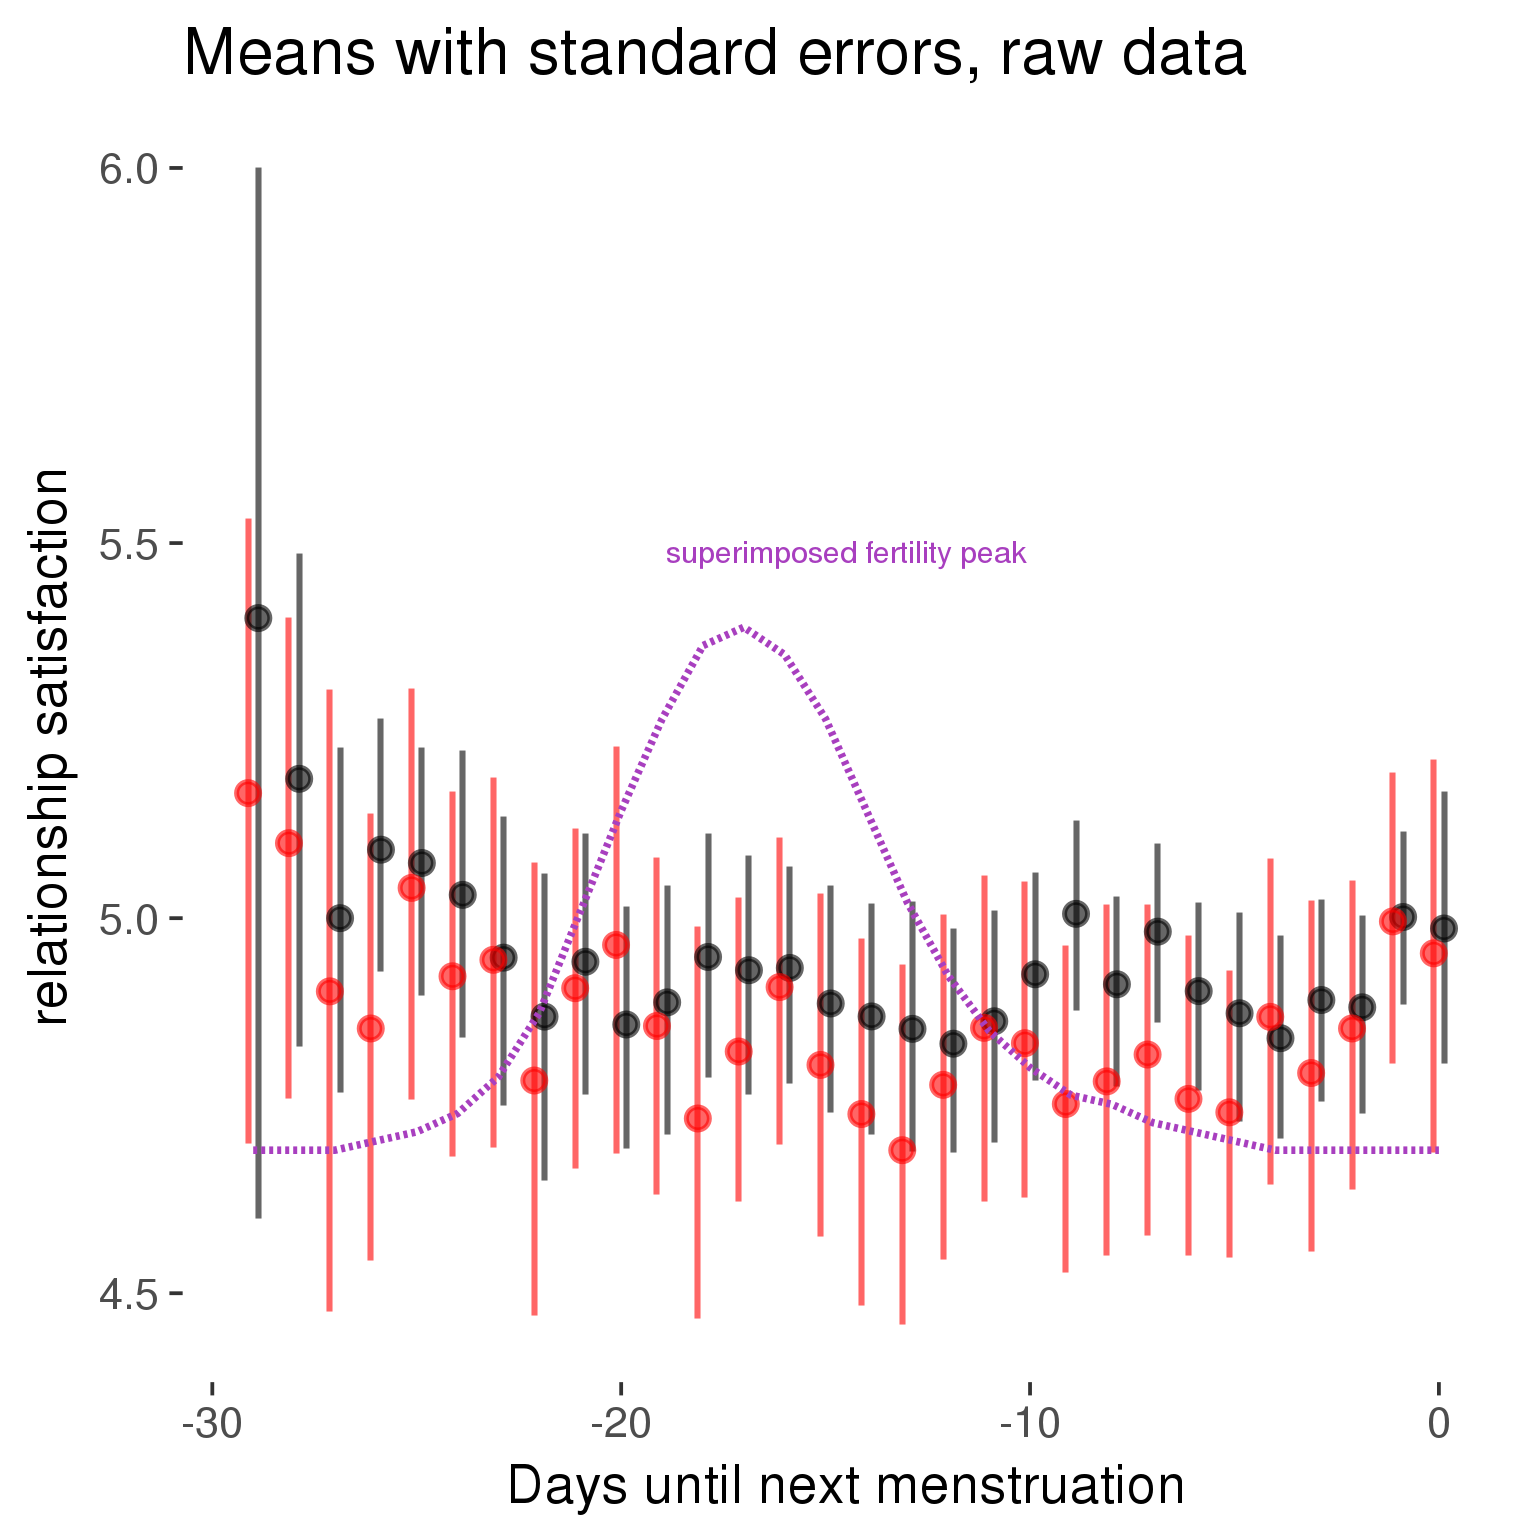 Means with standard errors, raw data
6.0
5.5
5.0
4.5
relationship satisfaction
superimposed fertility peak
-30
-20
-10
0
Days until next menstruation